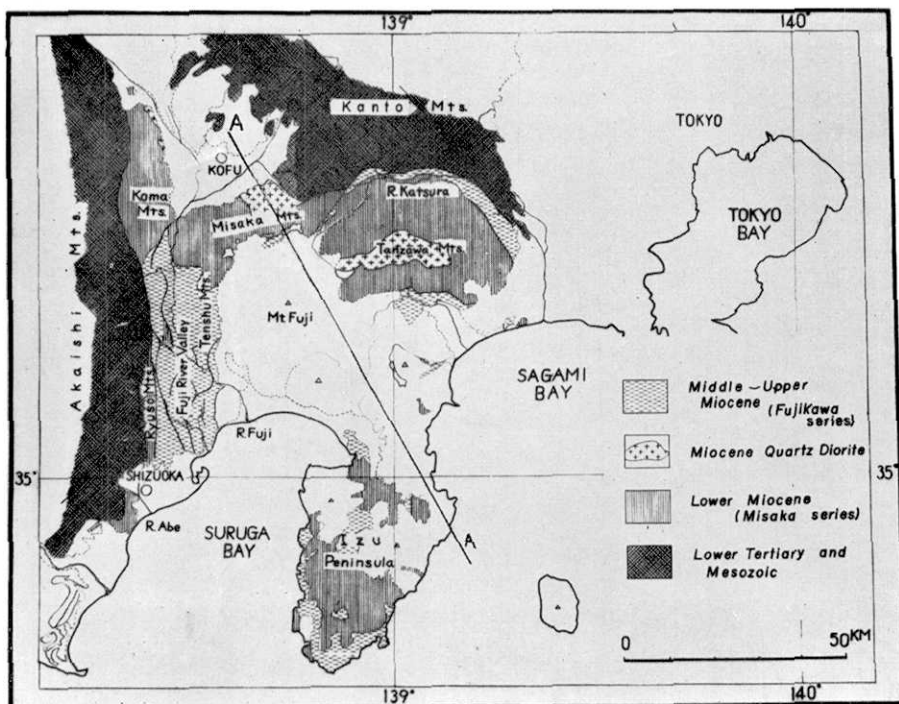 139°
140°
Kanto Mts.
TOKYO
A
KOFU
Koma
Mts.
R.Katsura
Misaka Mts.
TOKYO
BAY
Tanzawa Mts.
Akaishi Mts.
Mt Fuji
Tenshu Mts.
Fuji River Valley
Ryuso Mts.
SAGAMI
BAY
Middle – Upper
Miocene (Fujikawa
series)
R.Fuji
Miocene Quartz Diorite
35°
35°
SHIZUOKA
Lower Miocene
(Misaka series)
R.Abe
SURUGA
BAY
Izu
Peninsula
A
Lower Tertiary and
Mesozoic
0
50KM
139°
140°